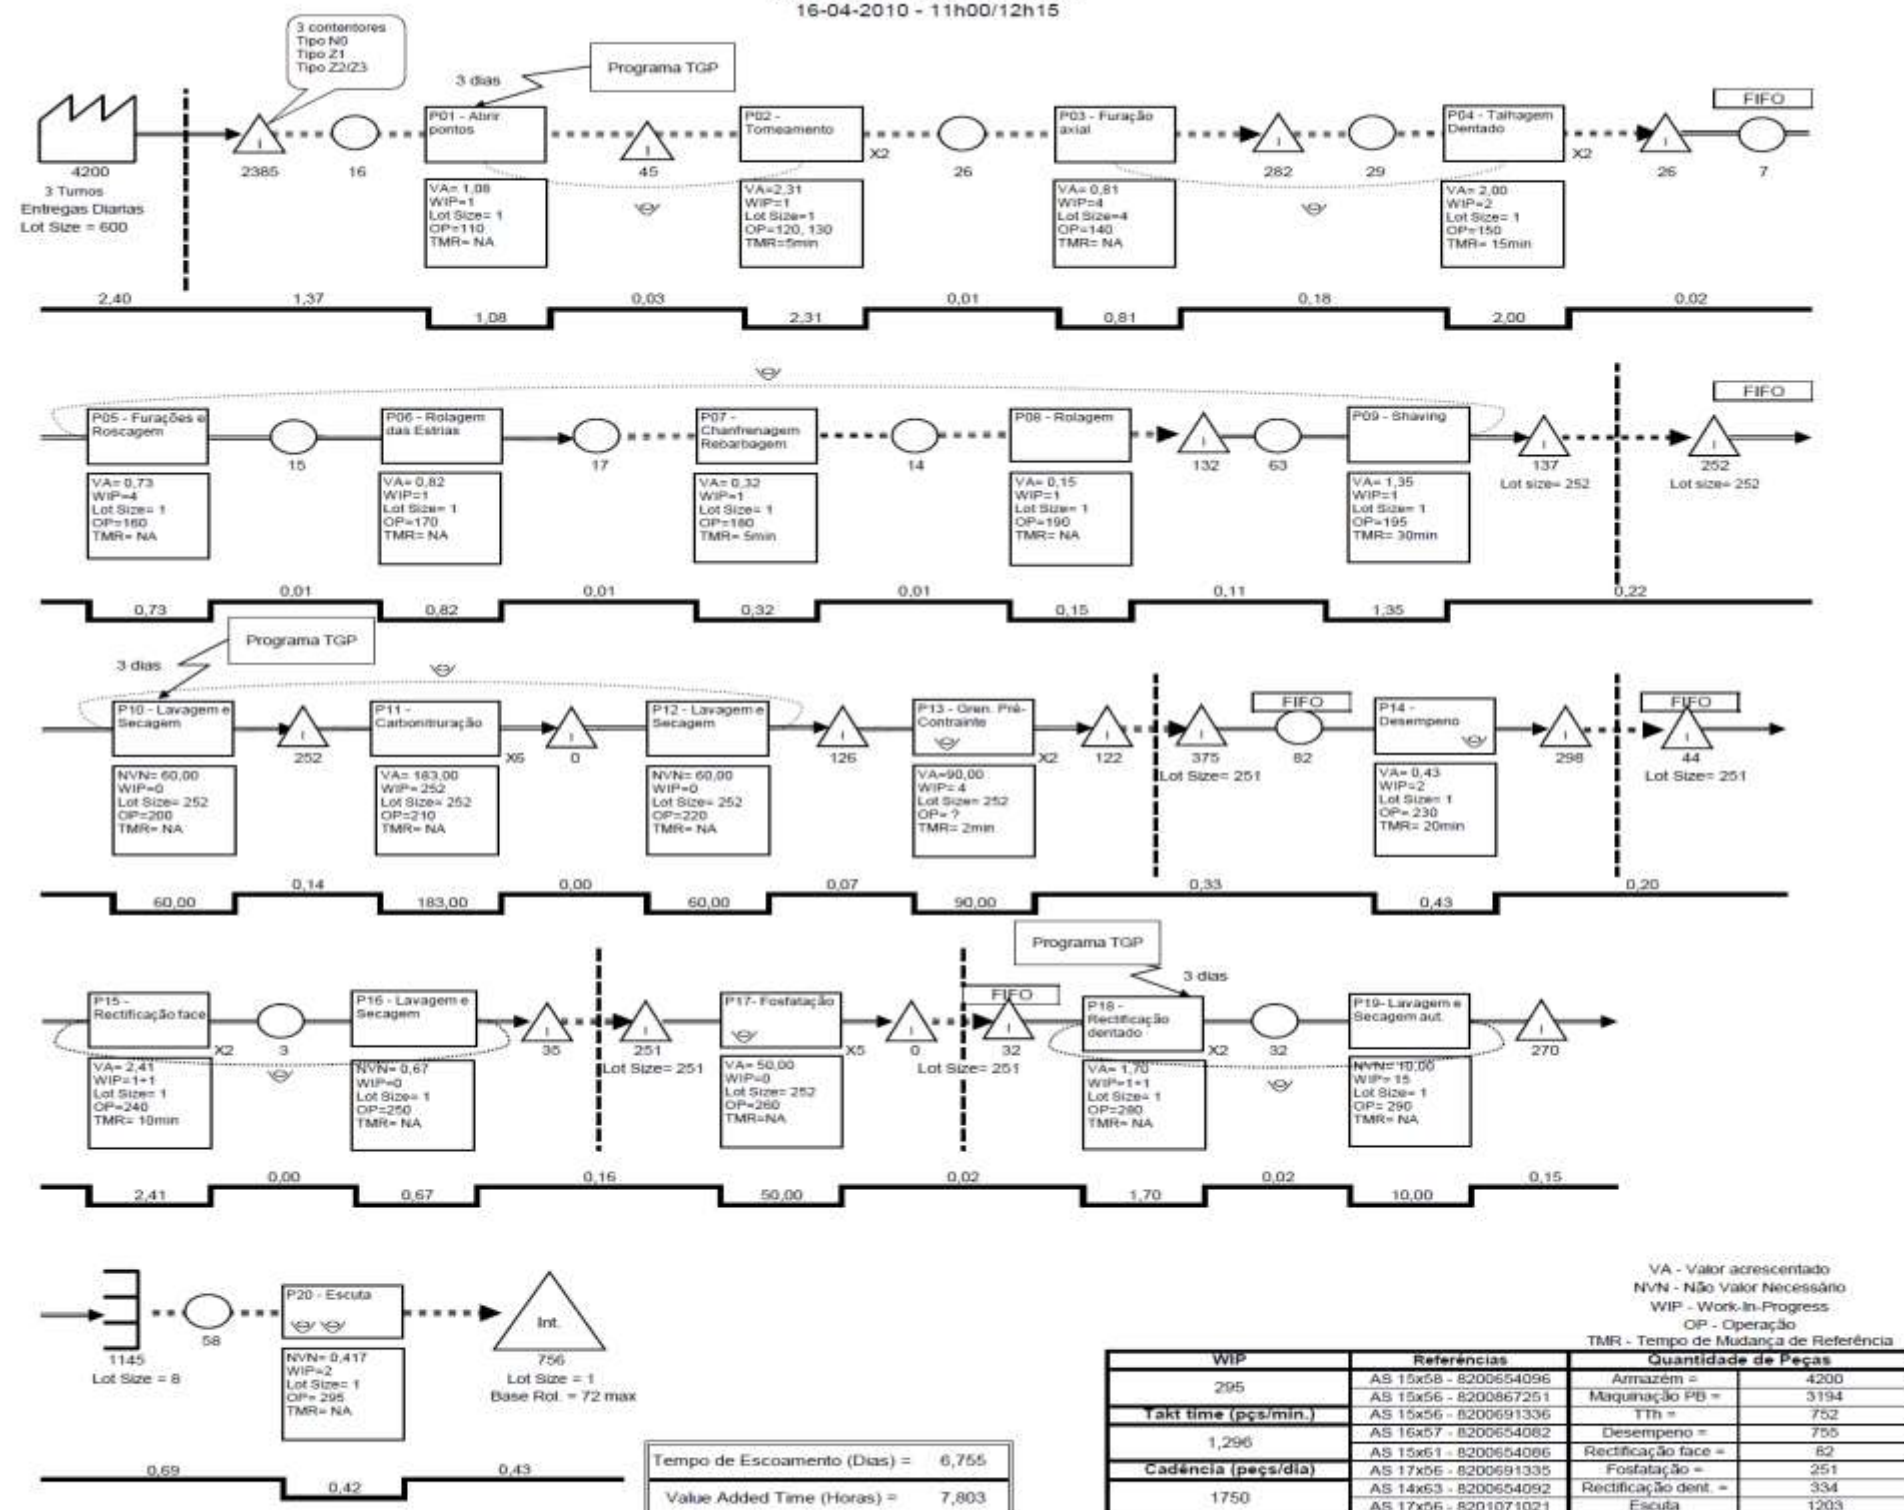 16-04-2010 - 11h00/12h15
3 contentores
Tipo N0
Tipo Z1
Tipo Z2/Z3
3 dias
Programa TGP
FIFO
P01 - Abrir
pontos
P02 -
Torneamento
P03 - Furação
axial
P04 - Talhagem
Dentado
X2
X2
4200
2385
16
45
26
282
29
26
7
3 Turnos
Entregas Diarias
Lot Size = 600
VA= 1,08
WIP=1
Lot Size= 1
OP=110
TMR= NA
VA=2,31
WIP=1
Lot Size=1
OP=120, 130
TMR=5min
VA= 0,81
WIP=4
Lot Size=4
OP=140
TMR= NA
VA= 2,00
WIP=2
Lot Size= 1
OP=150
TMR= 15min
2,40
1,37
0,03
0,01
0,18
0,02
1,08
2,31
0,81
2,00
FIFO
P05 - Furações e
Roscagem
P06 - Rolagem
das Estrias
P07 -
Chanfrenagem
Rebarbagem
P08 - Rolagem
P09 - Shaving
15
17
14
132
63
137
252
Lot size= 252
Lot size= 252
VA= 0,73
WIP=4
Lot Size= 1
OP=160
TMR= NA
VA= 0,82
WIP=1
Lot Size= 1
OP=170
TMR= NA
VA= 0,32
WIP=1
Lot Size= 1
OP=180
TMR= 5min
VA= 0,15
WIP=1
Lot Size= 1
OP=190
TMR= NA
VA= 1,35
WIP=1
Lot Size= 1
OP=195
TMR= 30min
0,01
0,01
0,01
0,11
0,22
0,73
0,82
0,32
0,15
1,35
Programa TGP
3 dias
P10 - Lavagem e
Secagem
P11 -
Carbonitruração
P12 - Lavagem e
Secagem
P13 - Gren. Pré-
Contrainte
FIFO
P14 -
Desempeno
FIFO
X6
X2
252
0
126
122
375
82
298
44
Lot Size= 251
Lot Size= 251
NVN= 60,00
WIP=0
Lot Size= 252
OP=200
TMR= NA
VA= 183,00
WIP= 252
Lot Size= 252
OP=210
TMR= NA
NVN= 60,00
WIP=0
Lot Size= 252
OP=220
TMR= NA
VA=90,00
WIP= 4
Lot Size= 252
OP= ?
TMR= 2min
VA= 0,43
WIP=2
Lot Size= 1
OP= 230
TMR= 20min
0,14
0,00
0,07
0,33
0,20
60,00
183,00
60,00
90,00
0,43
Programa TGP
3 dias
P15 -
Rectificação face
P16 - Lavagem e
Secagem
P17- Fosfatação
FIFO
P18 -
Rectificação
dentado
P19- Lavagem e
Secagem aut.
X2
3
35
251
X5
0
32
X2
32
270
Lot Size= 251
Lot Size= 251
VA= 2,41
WIP=1+1
Lot Size= 1
OP=240
TMR= 10min
NVN= 0,67
WIP=0
Lot Size= 1
OP=250
TMR= NA
VA= 50,00
WIP=0
Lot Size= 252
OP=260
TMR=NA
VA= 1,70
WIP=1+1
Lot Size= 1
OP=280
TMR= NA
NVN= 10,00
WIP= 15
Lot Size= 1
OP= 290
TMR= NA
0,00
0,16
0,02
0,02
0,15
2,41
0,67
50,00
1,70
10,00
P20 - Escuta
Int.
1145
58
756
Lot Size = 8
Lot Size = 1
Base Rol. = 72 max
NVN= 0,417
WIP=2
Lot Size= 1
OP= 295
TMR= NA
0,69
0,43
0,42
Tempo de Escoamento (Dias) = 6,755
Value Added Time (Horas) = 7,803
VA - Valor acrescentado
NVN - Não Valor Necessário
WIP - Work-In-Progress
OP - Operação
TMR - Tempo de Mudança de Referência
WIP
295
Takt time (pçs/min.)
1,296
Cadência (peçs/dia)
1750
Referências
AS 15x58 - 8200654096
AS 15x56 - 8200867251
AS 15x56 - 8200691336
AS 16x57 - 8200654082
AS 15x61 - 8200654086
AS 17x56 - 8200691335
AS 14x63 - 8200654092
AS 17x56 - 8201071021
Quantidade de Peças
Armazém = 4200
Maquinação PB = 3194
TTh = 752
Desempeno = 755
Rectificação face = 82
Fosfatação = 251
Rectificação dent. = 334
Escuta 1203